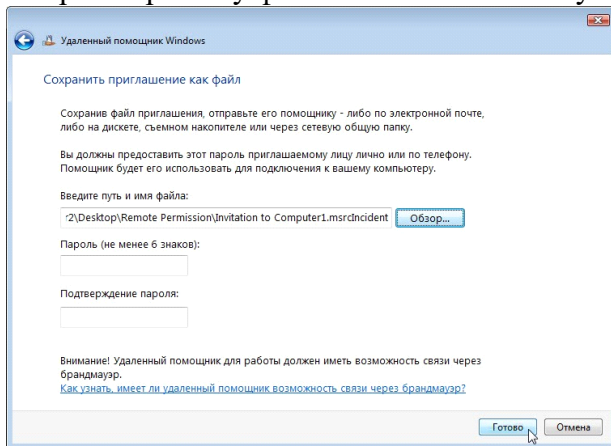 Удаленный помощник Windows
Сохранить приглашение как файл
Сохранив файл приглашения, отправьте его помощнику - либо по электронной почте,
либо на дискете, съемном накопителе или через сетевую общую папку.
Вы должны предоставить этот пароль приглашаемому лицу лично или по телефону.
Помощник будет его использовать для подключения к вашему компьютеру.
Введите путь и имя файла:
r2\Desktop\Remote Permission\Invitation to Computer1.msrcIncident
Обзор...
Пароль (не менее 6 знаков):
Подтверждение пароля:
Внимание! Удаленный помощник для работы должен иметь возможность связи через
брандмауэр.
Как узнать, имеет ли удаленный помощник возможность связи через брандмауэр?
Готово
Отмена